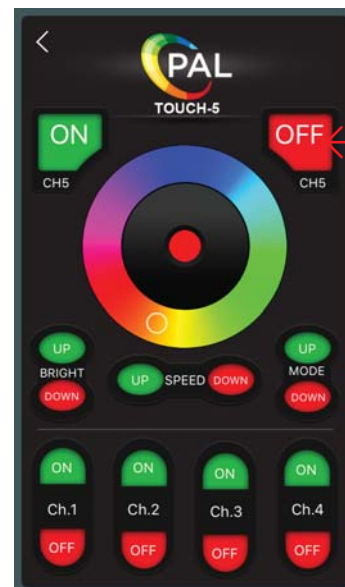 PAL
TOUCH-5
ON OFF
CH5 CH5
UP UP
BRIGHT UP SPEED DOWN MODE
DOWN DOWN
ON ON ON ON
Ch.1 Ch.2 Ch.3 Ch.4
OFF OFF OFF OFF